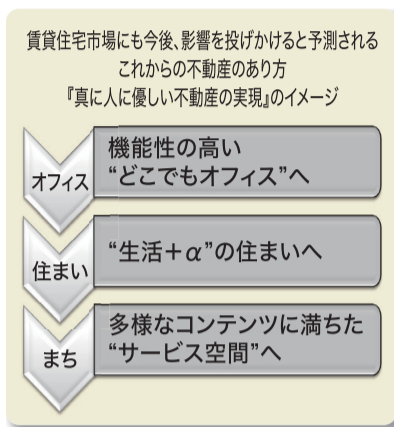 賃貸住宅市場にも今後、影響を投げかけると予測される
これからの不動産のあり方
『真に人に優しい不動産の実現』のイメージ
オフィス
機能性の高い
“どこでもオフィス”へ
住まい
“生活＋α”の住まいへ
まち
多様なコンテンツに満ちた
“サービス空間”へ